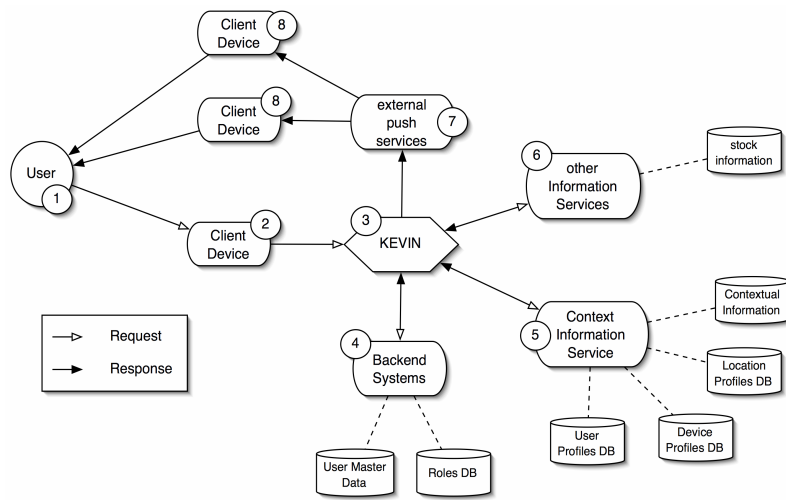 Client
Device
8
Client
Device
8
external
push
services
7
User
1
6
other
Information
Services
stock
information
Client
Device
2
3
KEVIN
Contextual
Information
Context
Information
Service
5
Location
Profiles DB
Request
Response
4
Backend
Systems
User
Profiles DB
Device
Profiles DB
User Master
Data
Roles DB